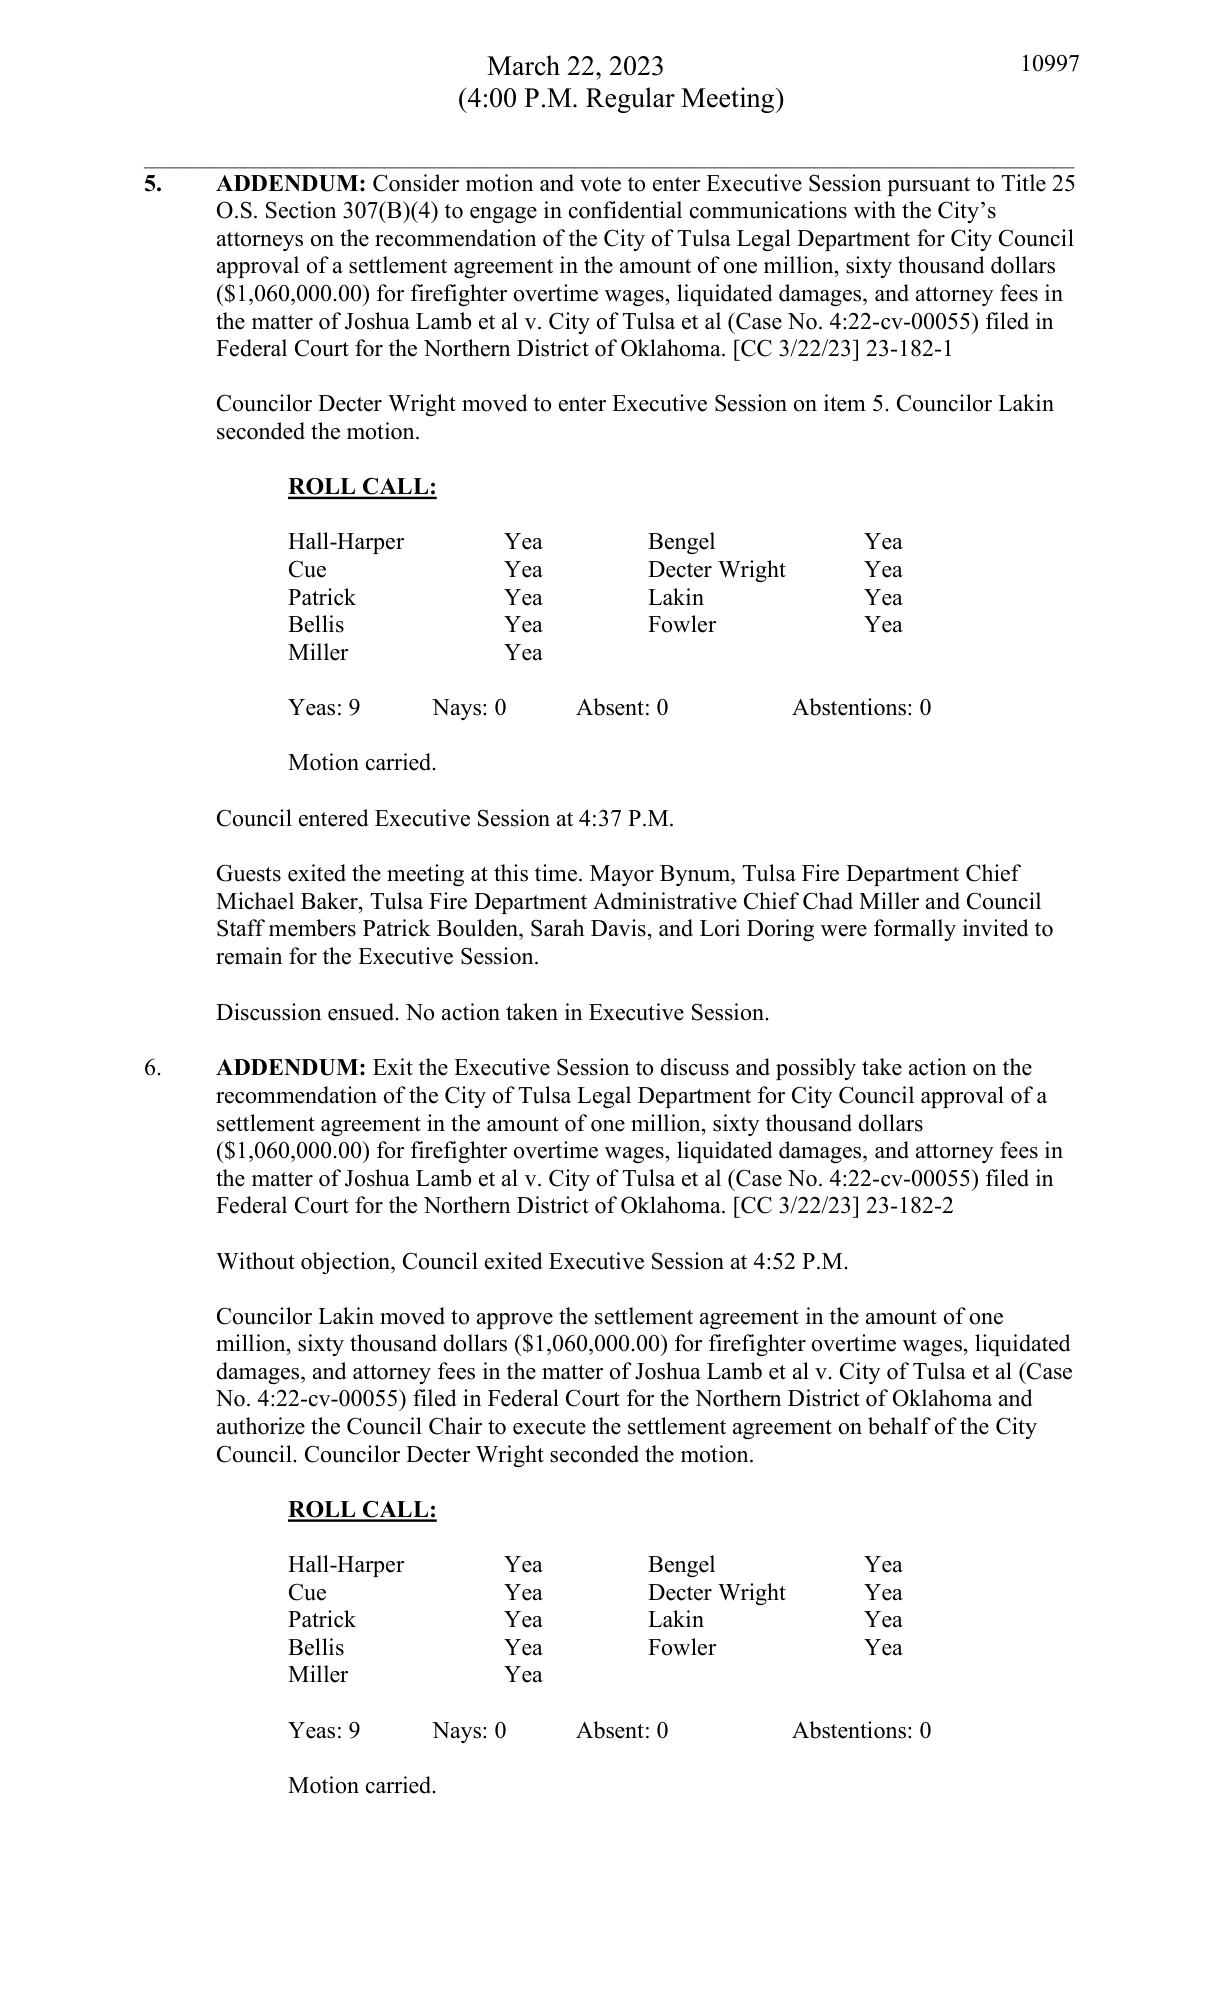 March 22, 2023 10997
(4:00 P.M. Regular Meeting)
5. ADDENDUM: Consider motion and vote to enter Executive Session pursuant to Title 25
O.S. Section 307(B)(4) to engage in confidential communications with the City’s
attorneys on the recommendation of the City of Tulsa Legal Department for City Council
approval of a settlement agreement in the amount of one million, sixty thousand dollars
($1,060,000.00) for firefighter overtime wages, liquidated damages, and attorney fees in
the matter of Joshua Lamb et al v. City of Tulsa et al (Case No. 4:22-cv-00055) filed in
Federal Court for the Northern District of Oklahoma. [CC 3/22/23] 23-182-1
Councilor Decter Wright moved to enter Executive Session on item 5. Councilor Lakin
seconded the motion.
ROLL CALL:
Hall-Harper Yea Bengel Yea
Cue Yea Decter Wright Yea
Patrick Yea Lakin Yea
Bellis Yea Fowler Yea
Miller Yea
Yeas: 9 Nays: 0 Absent: 0 Abstentions: 0
Motion carried.
Council entered Executive Session at 4:37 P.M.
Guests exited the meeting at this time. Mayor Bynum, Tulsa Fire Department Chief
Michael Baker, Tulsa Fire Department Administrative Chief Chad Miller and Council
Staff members Patrick Boulden, Sarah Davis, and Lori Doring were formally invited to
remain for the Executive Session.
Discussion ensued. No action taken in Executive Session.
6. ADDENDUM: Exit the Executive Session to discuss and possibly take action on the
recommendation of the City of Tulsa Legal Department for City Council approval of a
settlement agreement in the amount of one million, sixty thousand dollars
($1,060,000.00) for firefighter overtime wages, liquidated damages, and attorney fees in
the matter of Joshua Lamb et al v. City of Tulsa et al (Case No. 4:22-cv-00055) filed in
Federal Court for the Northern District of Oklahoma. [CC 3/22/23] 23-182-2
Without objection, Council exited Executive Session at 4:52 P.M.
Councilor Lakin moved to approve the settlement agreement in the amount of one
million, sixty thousand dollars ($1,060,000.00) for firefighter overtime wages, liquidated
damages, and attorney fees in the matter of Joshua Lamb et al v. City of Tulsa et al (Case
No. 4:22-cv-00055) filed in Federal Court for the Northern District of Oklahoma and
authorize the Council Chair to execute the settlement agreement on behalf of the City
Council. Councilor Decter Wright seconded the motion.
ROLL CALL:
Hall-Harper Yea Bengel Yea
Cue Yea Decter Wright Yea
Patrick Yea Lakin Yea
Bellis Yea Fowler Yea
Miller Yea
Yeas: 9 Nays: 0 Absent: 0 Abstentions: 0
Motion carried.